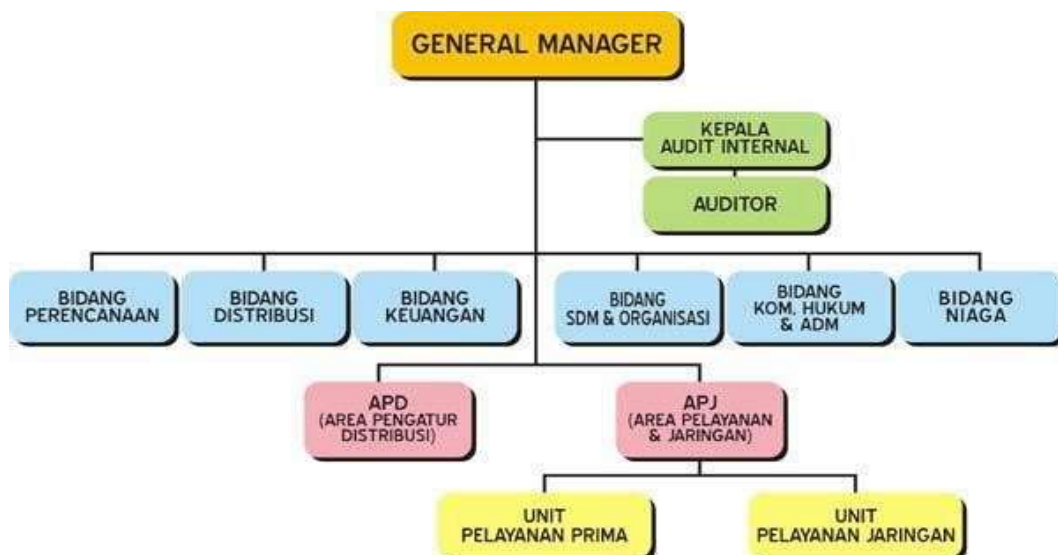 GENERAL MANAGER
KEPALA
AUDIT INTERNAL
AUDITOR
BIDANG
PERENCANAAN
BIDANG
DISTRIBUSI
BIDANG
KEUANGAN
BIDANG
SDM & ORGANISASI
BIDANG
KOM, HUKUM
& ADM
BIDANG
NIAGA
APD
(AREA PENGATUR
DISTRIBUSI)
APJ
(AREA PELAYANAN
& JARINGAN)
UNIT
PELAYANAN PRIMA
UNIT
PELAYANAN JARINGAN